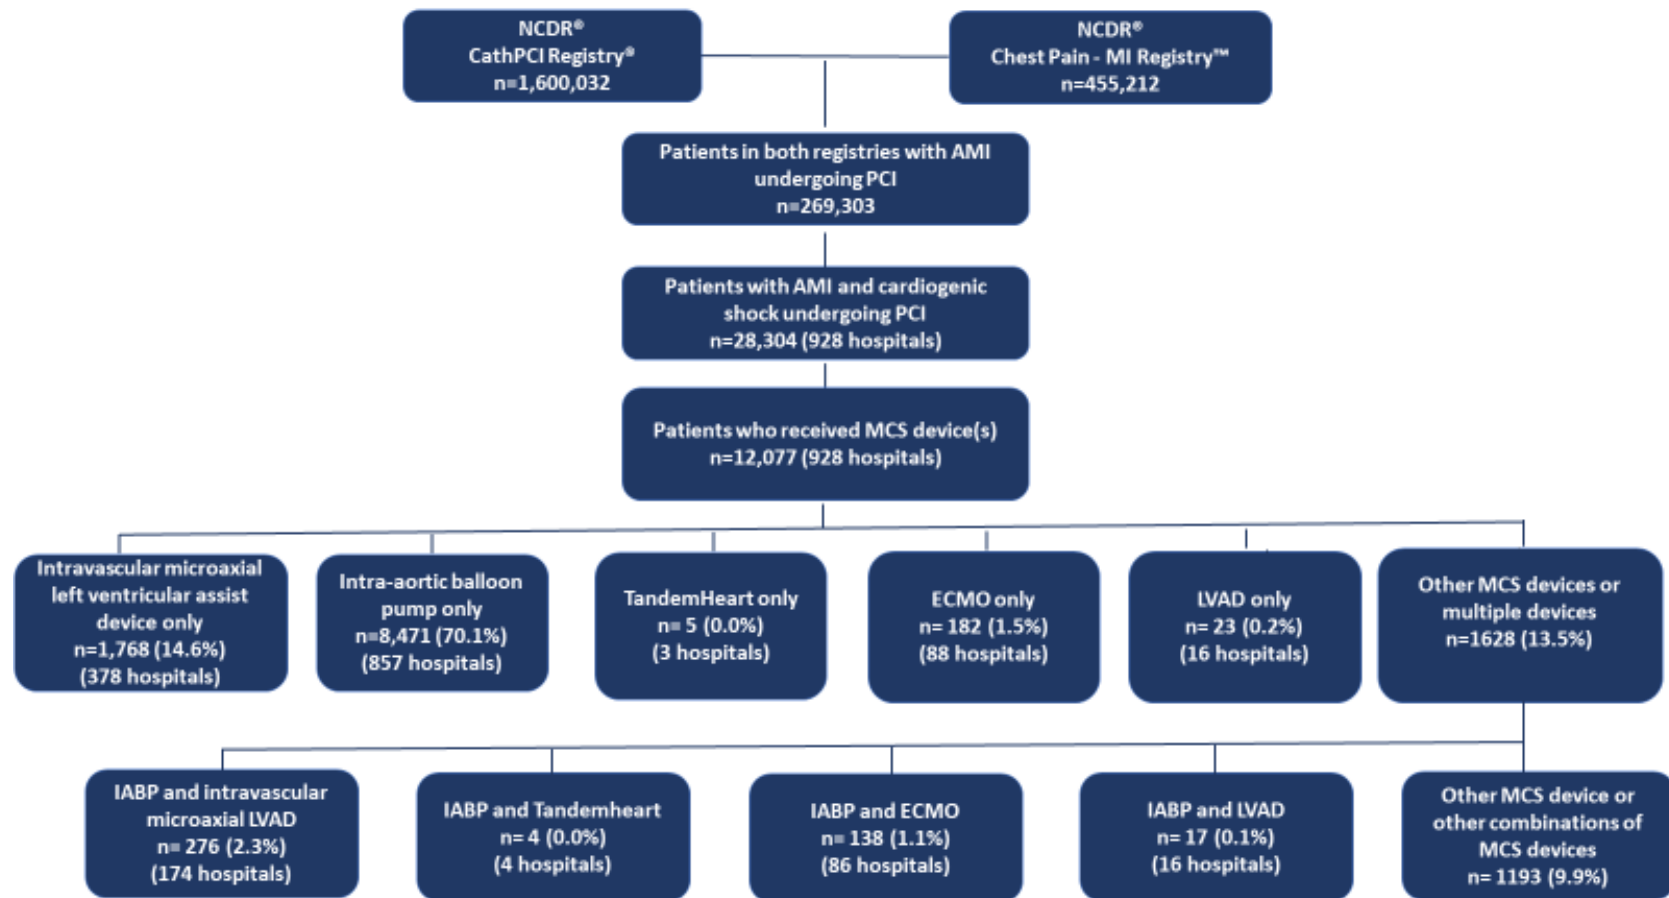 NCDR®
CathPCI Registry®
n=1,600,032
NCDR®
Chest Pain - MI Registry™
n=455,212
Patients in both registries with AMI
undergoing PCI
n=269,303
Patients with AMI and cardiogenic
shock undergoing PCI
n=28,304 (928 hospitals)
Patients who received MCS device(s)
n=12,077 (928 hospitals)
Intravascular microaxial
left ventricular assist
device only
n=1,768 (14.6%)
(378 hospitals)
Intra-aortic balloon
pump only
n=8,471 (70.1%)
(857 hospitals)
TandemHeart only
n= 5 (0.0%)
(3 hospitals)
ECMO only
n= 182 (1.5%)
(88 hospitals)
LVAD only
n= 23 (0.2%)
(16 hospitals)
Other MCS devices or
multiple devices
n=1628 (13.5%)
IABP and intravascular
microaxial LVAD
n= 276 (2.3%)
(174 hospitals)
IABP and Tandemheart
n= 4 (0.0%)
(4 hospitals)
IABP and ECMO
n= 138 (1.1%)
(86 hospitals)
IABP and LVAD
n= 17 (0.1%)
(16 hospitals)
Other MCS device or
other combinations of
MCS devices
n= 1193 (9.9%)